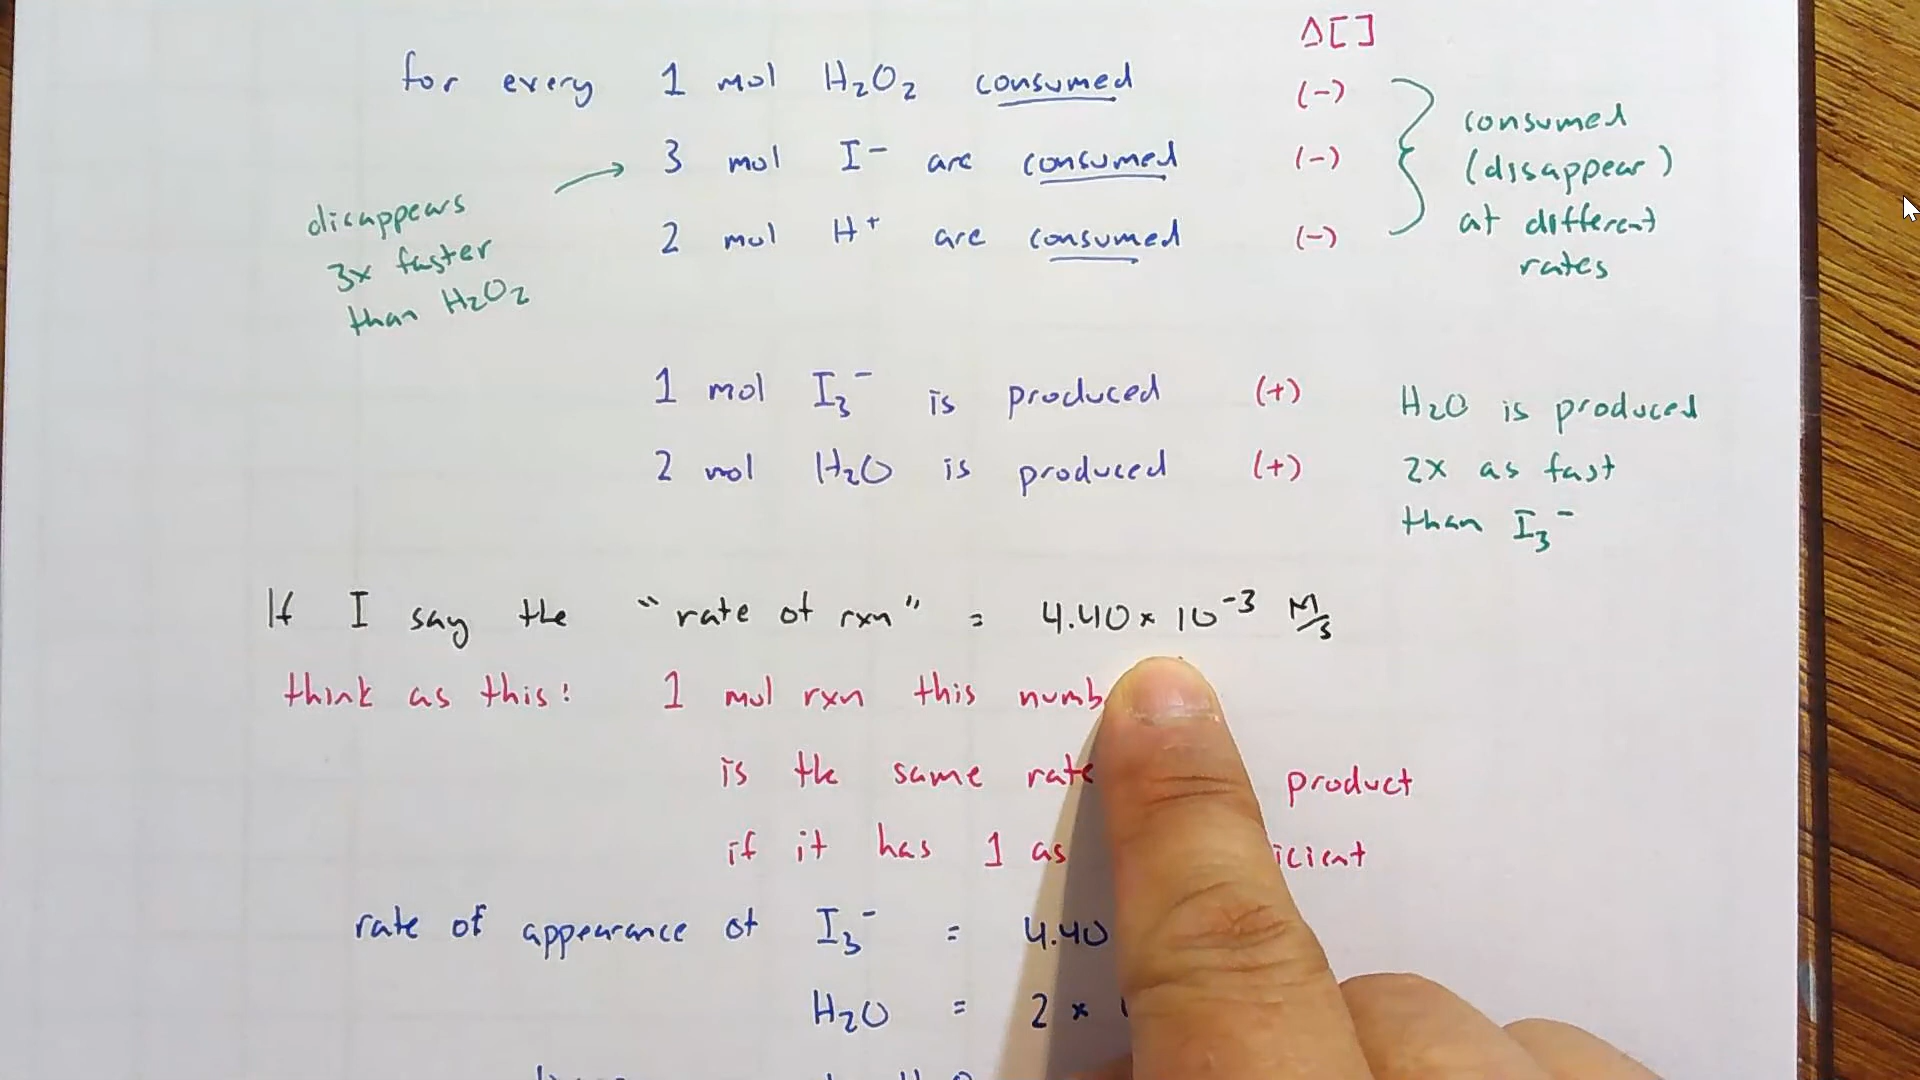 Δ[]
for every 1 mol H₂O₂ consumed (-)
3 mol I⁻ are consumed (-)
2 mol H⁺ are consumed (-)
consumed
(disappear)
at different
rates
disappears
3x faster
than H₂O₂
1 mol I₃⁻ is produced (+)
2 mol H₂O is produced (+)
H₂O is produced
2x as fast
than I₃⁻
If I say the "rate of rxn" = 4.40 × 10⁻³ M/s
think as this: 1 mol rxn this numb
is the same rate product
if it has 1 as icient
rate of appearance of I₃⁻ = 4.40
H₂O = 2 ×